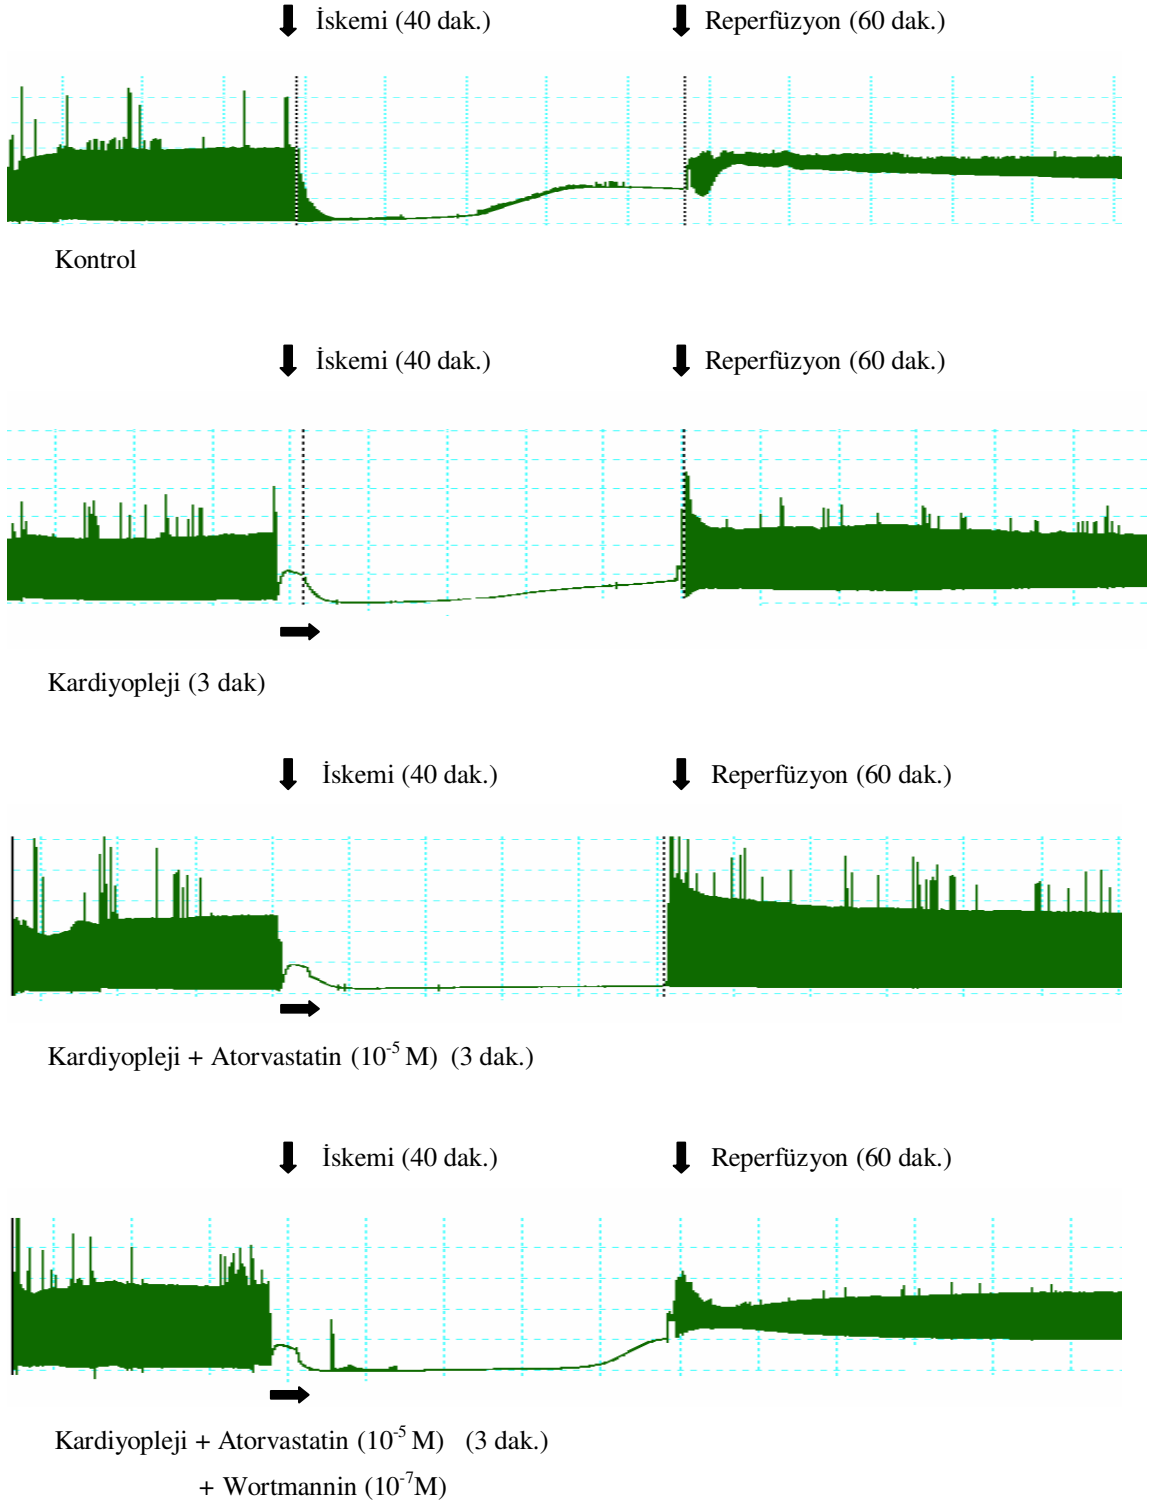 İskemi (40 dak.) Reperfüzyon (60 dak.)
Kontrol
İskemi (40 dak.) Reperfüzyon (60 dak.)
Kardiyopleji (3 dak)
İskemi (40 dak.) Reperfüzyon (60 dak.)
Kardiyopleji + Atorvastatin (10⁻⁵ M) (3 dak.)
İskemi (40 dak.) Reperfüzyon (60 dak.)
Kardiyopleji + Atorvastatin (10⁻⁵ M) (3 dak.)
+ Wortmannin (10⁻⁷M)